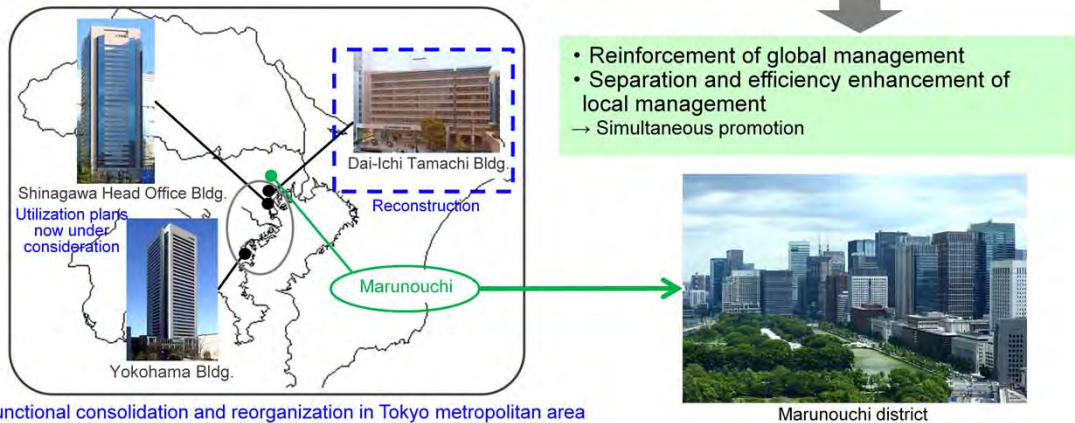 • Reinforcement of global management
• Separation and efficiency enhancement of
local management
→ Simultaneous promotion
Shinagawa Head Office Bldg.
Utilization plans
now under
consideration
Dai-Ichi Tamachi Bldg.
Reconstruction
Marunouchi
Yokohama Bldg.
unctional consolidation and reorganization in Tokyo metropolitan area
Marunouchi district